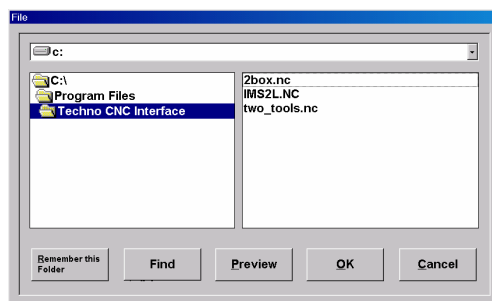 File
c:
C:\
Program Files
Techno CNC Interface
2box.nc
IMS2L.NC
two_tools.nc
Remember this
Folder
Find
Preview
OK
Cancel